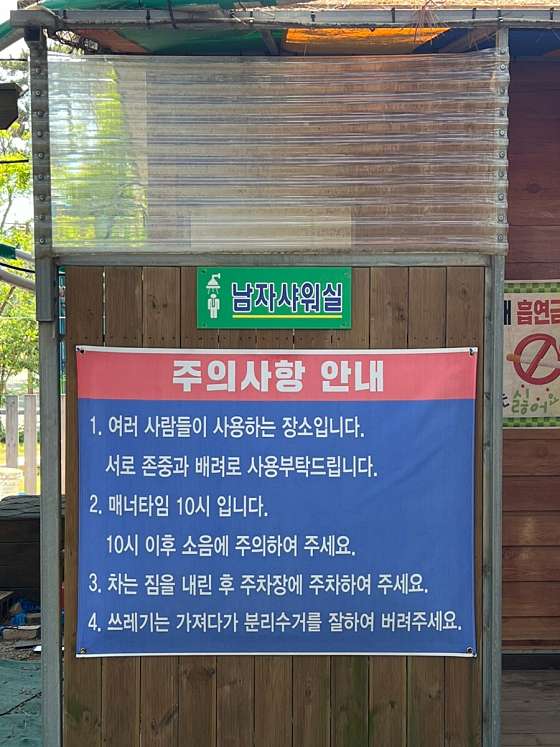 남자샤워실
주의사항 안내
1. 여러 사람들이 사용하는 장소입니다.
서로 존중과 배려로 사용부탁드립니다.
2. 매너타임 10시 입니다.
10시 이후 소음에 주의하여 주세요.
3. 차는 짐을 내린 후 주차장에 주차하여 주세요.
4. 쓰레기는 가져다가 분리수거를 잘하여 버려주세요.
내 흡연금
싫어요